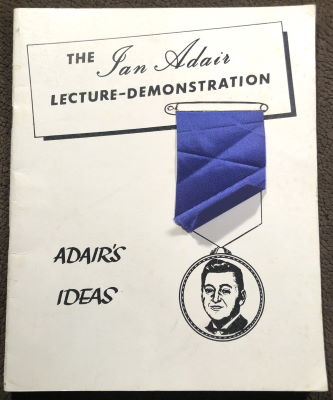 THE Ian Adair
LECTURE-DEMONSTRATION
ADAIR'S
IDEAS